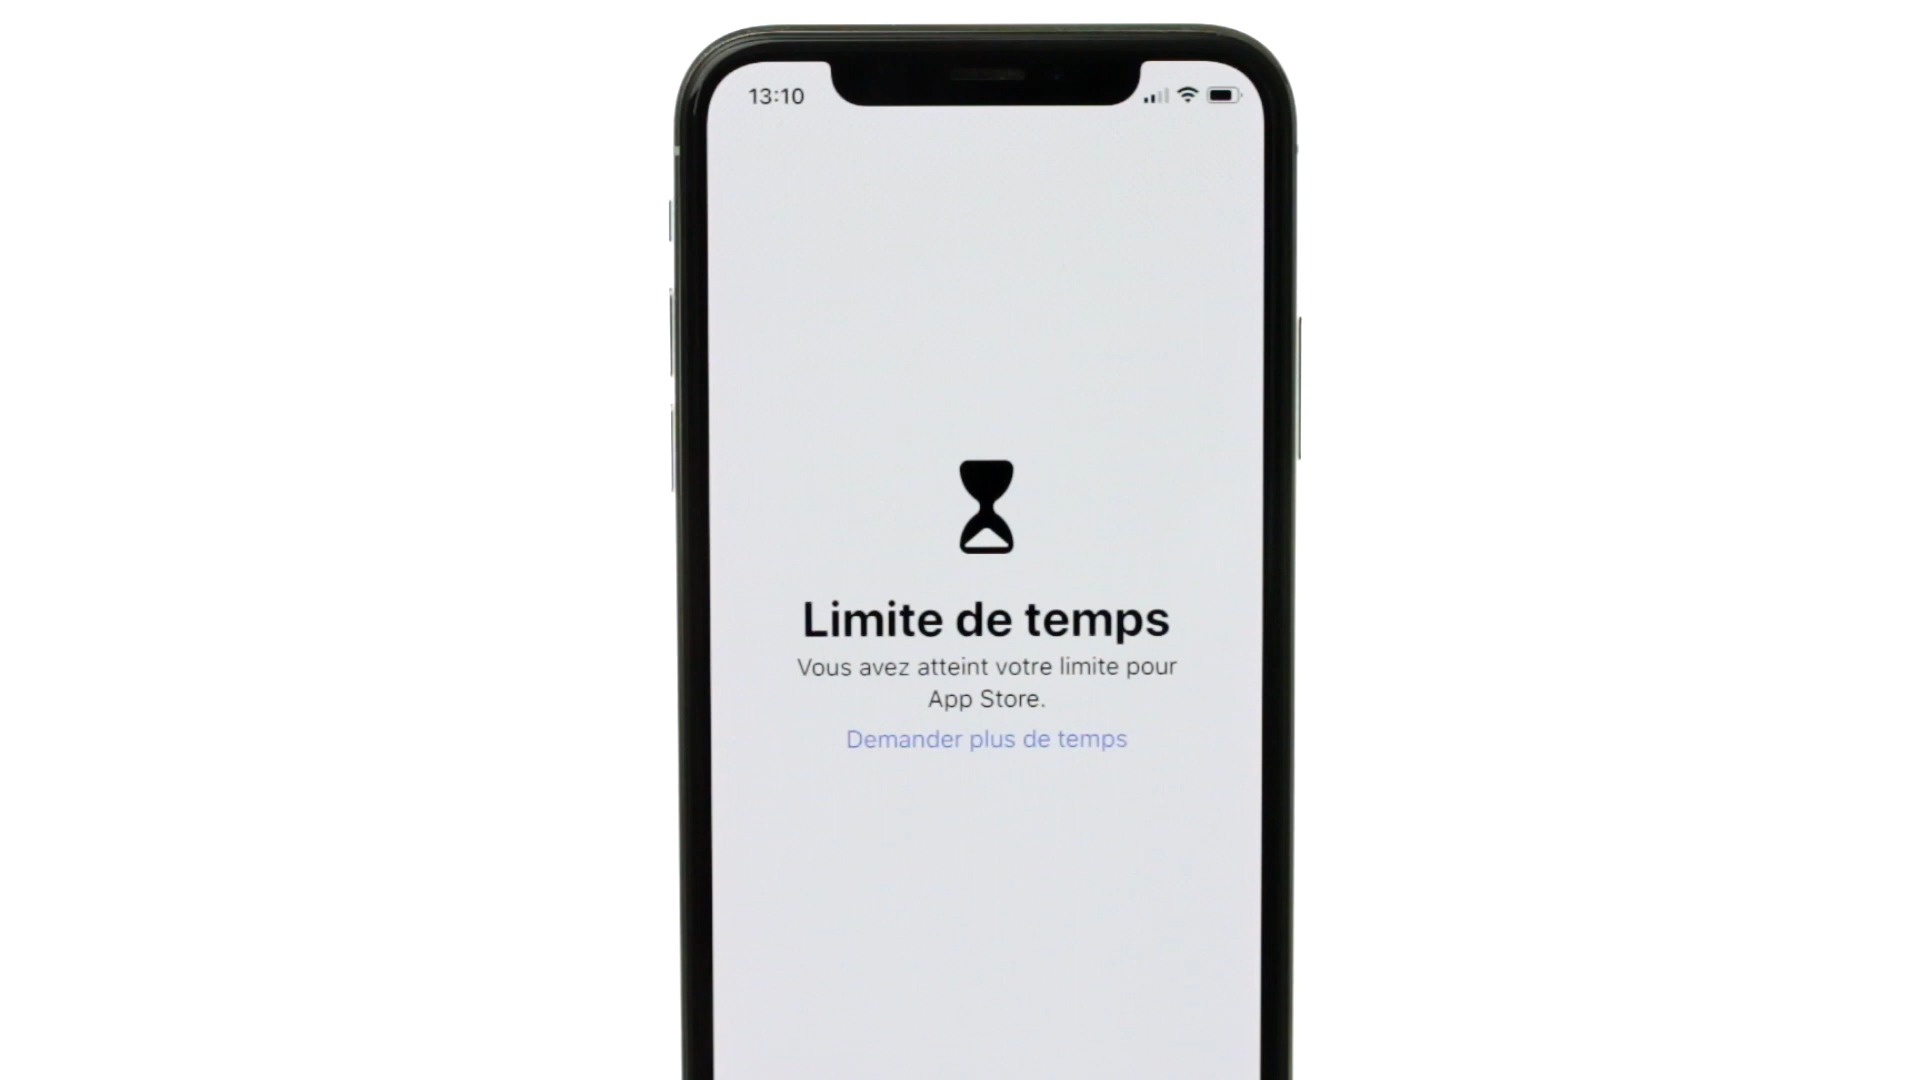 13:10
Limite de temps
Vous avez atteint votre limite pour
App Store.
Demander plus de temps